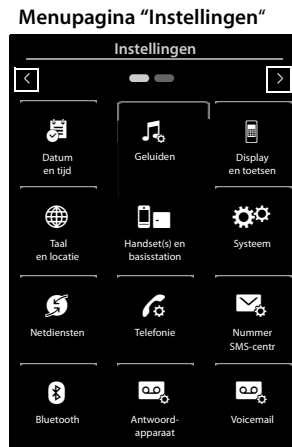 Menupagina “Instellingen“
Instellingen
Datum
en tijd
Geluiden
Display
en toetsen
Taal
en locatie
Handset(s) en
basisstation
Systeem
Netdiensten
Telefonie
Nummer
SMS-centr
Bluetooth
Antwoord-
apparaat
Voicemail